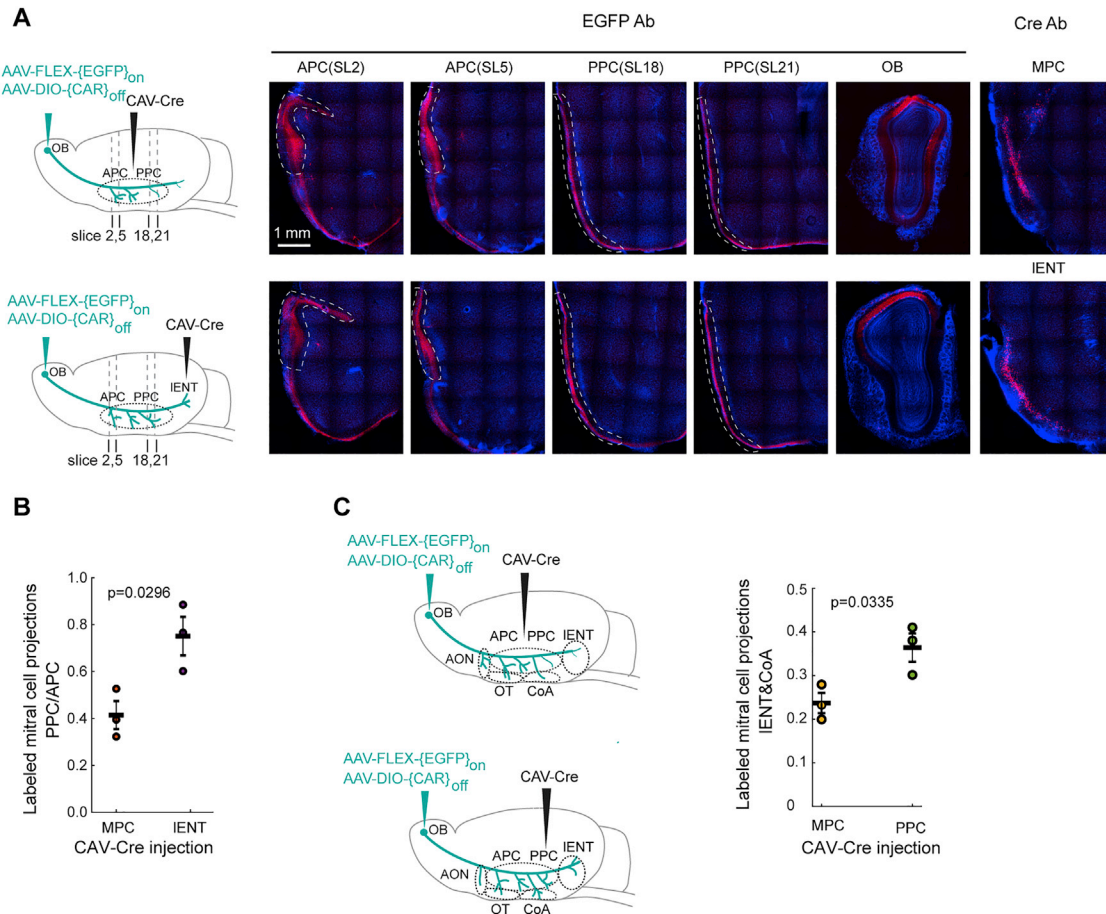 A
EGFP Ab
Cre Ab
APC(SL2)
APC(SL5)
PPC(SL18)
PPC(SL21)
OB
MPC
AAV-FLEX-{EGFP}on
AAV-DIO-{CAR}off
CAV-Cre
OB
APC PPC
slice 2,5 18,21
1 mm
IENT
AAV-FLEX-{EGFP}on
AAV-DIO-{CAR}off
CAV-Cre
OB
IENT
APC PPC
slice 2,5 18,21
B
Labeled mitral cell projections
PPC/APC
1.0
0.8
0.6
0.4
0.2
0.0
p=0.0296
MPC
IENT
CAV-Cre injection
C
AAV-FLEX-{EGFP}on
AAV-DIO-{CAR}off
CAV-Cre
OB
APC PPC
IENT
AON
OT
CoA
AAV-FLEX-{EGFP}on
AAV-DIO-{CAR}off
CAV-Cre
OB
APC PPC
IENT
AON
OT
CoA
Labeled mitral cell projections
IENT&CoA
0.5
0.4
0.3
0.2
0.1
0
p=0.0335
MPC
PPC
CAV-Cre injection